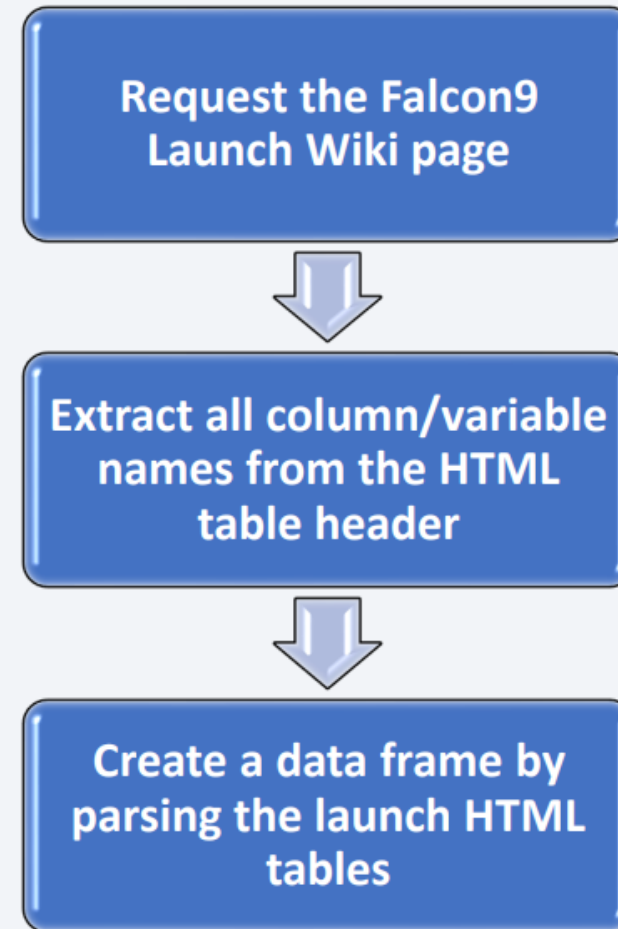 Request the Falcon9
Launch Wiki page
Extract all column/variable
names from the HTML
table header
Create a data frame by
parsing the launch HTML
tables